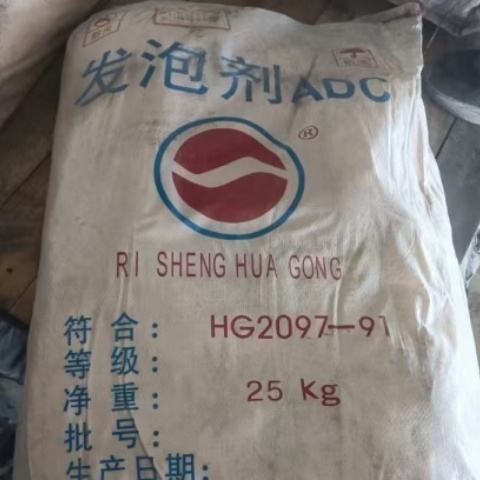 发泡剂ADC
®
RI SHENG HUA GONG
符合: HG2097-91
等级:
净重: 25 Kg
批号:
生产日期: